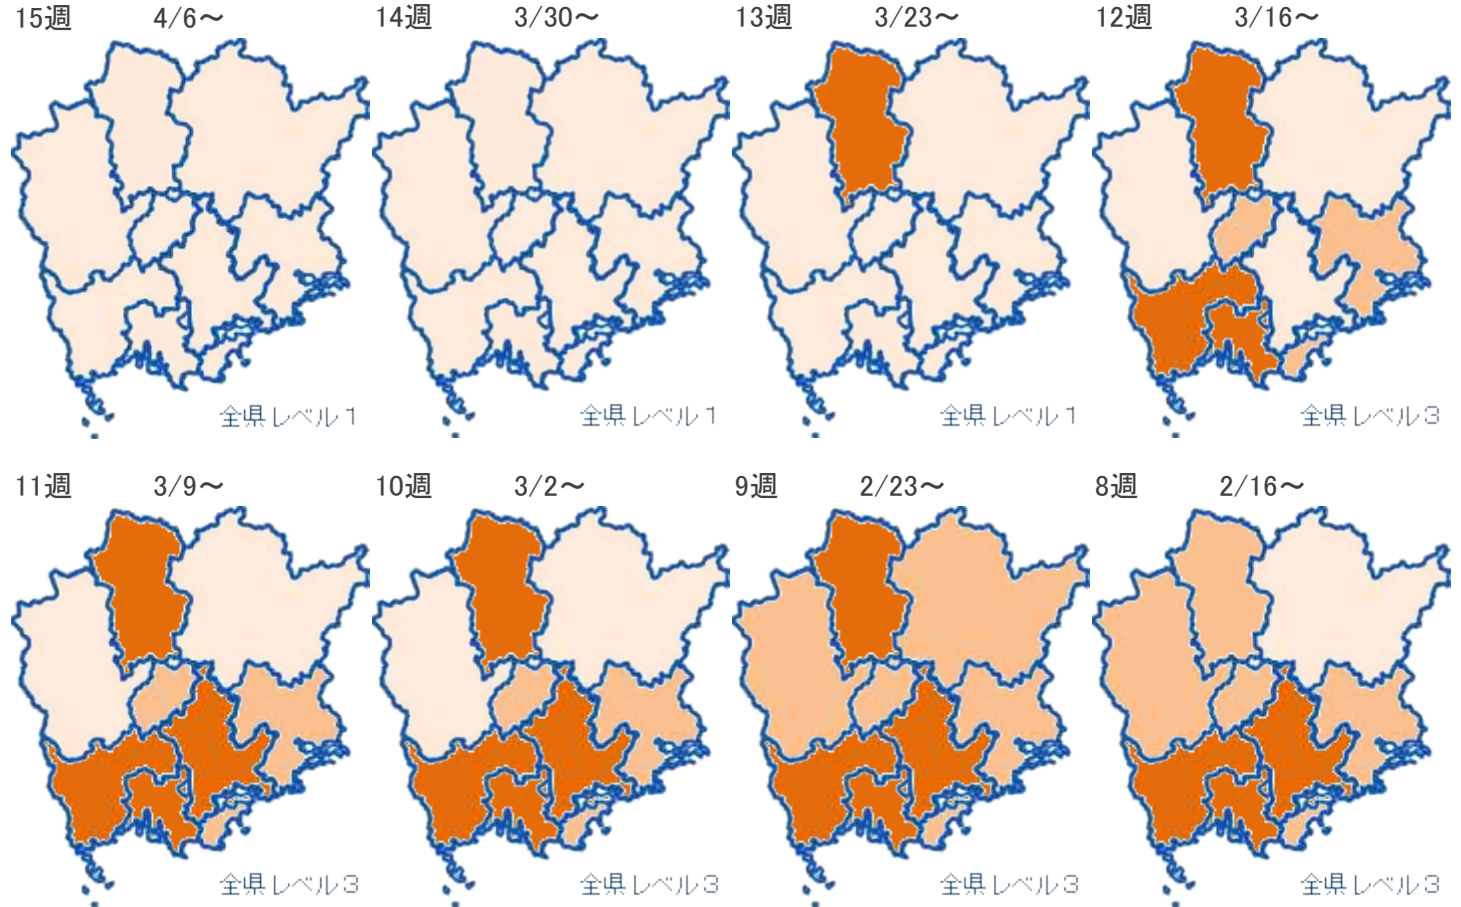 15週 4/6～
14週 3/30～
13週 3/23～
12週 3/16～
全県レベル１
全県レベル１
全県レベル１
全県レベル３
11週 3/9～
10週 3/2～
9週 2/23～
8週 2/16～
全県レベル３
全県レベル３
全県レベル３
全県レベル３